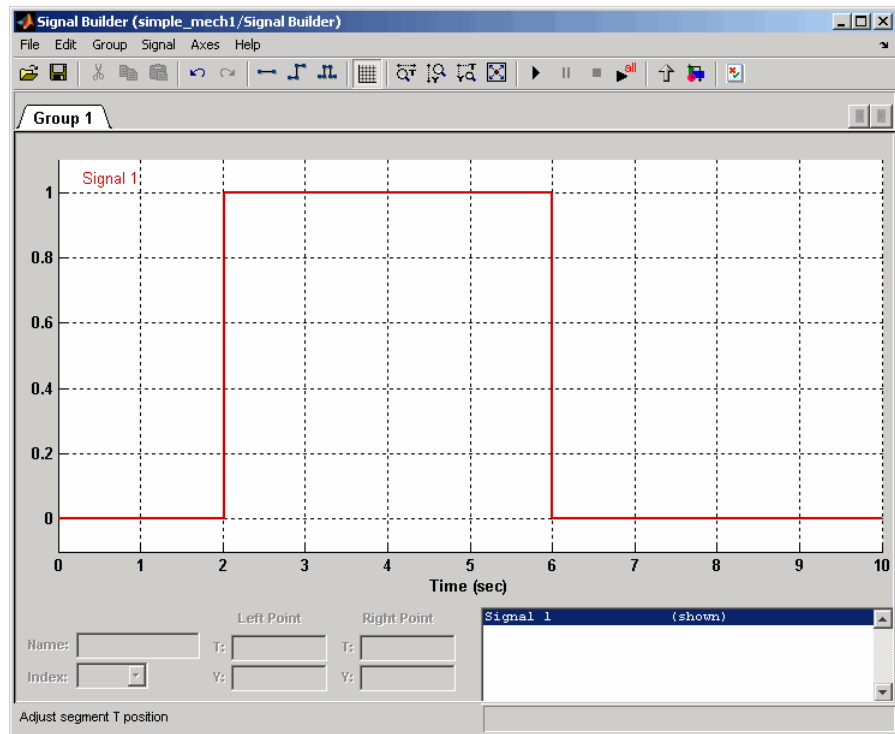 Signal Builder (simple_mech1/Signal Builder)
File Edit Group Signal Axes Help
all
Group 1
Signal 1
1
0.8
0.6
0.4
0.2
0
0 1 2 3 4 5 6 7 8 9 10
Time (sec)
Left Point Right Point
Name: T: T:
Index: Y: Y:
Signal 1 (shown)
Adjust segment T position